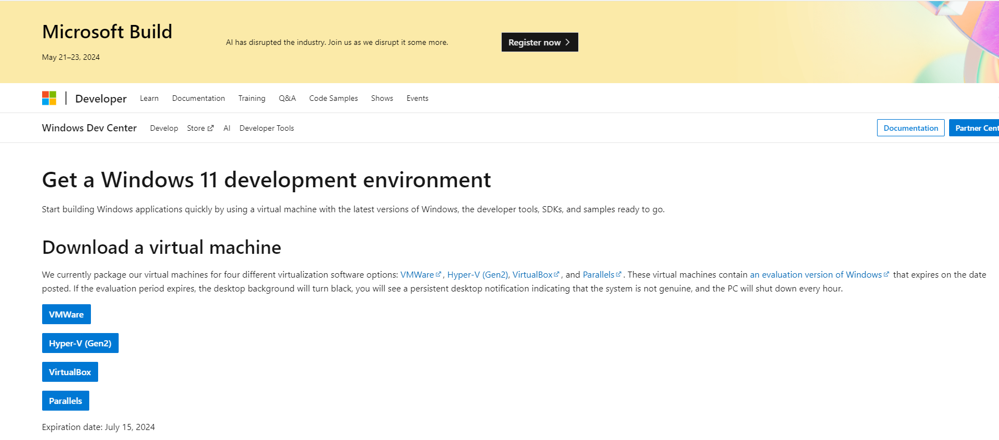 Microsoft Build
May 21–23, 2024
AI has disrupted the industry. Join us as we disrupt it some more.
Register now
Developer Learn Documentation Training Q&A Code Samples Shows Events
Windows Dev Center Develop Store AI Developer Tools Documentation Partner Cent
Get a Windows 11 development environment
Start building Windows applications quickly by using a virtual machine with the latest versions of Windows, the developer tools, SDKs, and samples ready to go.
Download a virtual machine
We currently package our virtual machines for four different virtualization software options: VMWare, Hyper-V (Gen2), VirtualBox, and Parallels. These virtual machines contain an evaluation version of Windows that expires on the date
posted. If the evaluation period expires, the desktop background will turn black, you will see a persistent desktop notification indicating that the system is not genuine, and the PC will shut down every hour.
VMWare
Hyper-V (Gen2)
VirtualBox
Parallels
Expiration date: July 15, 2024